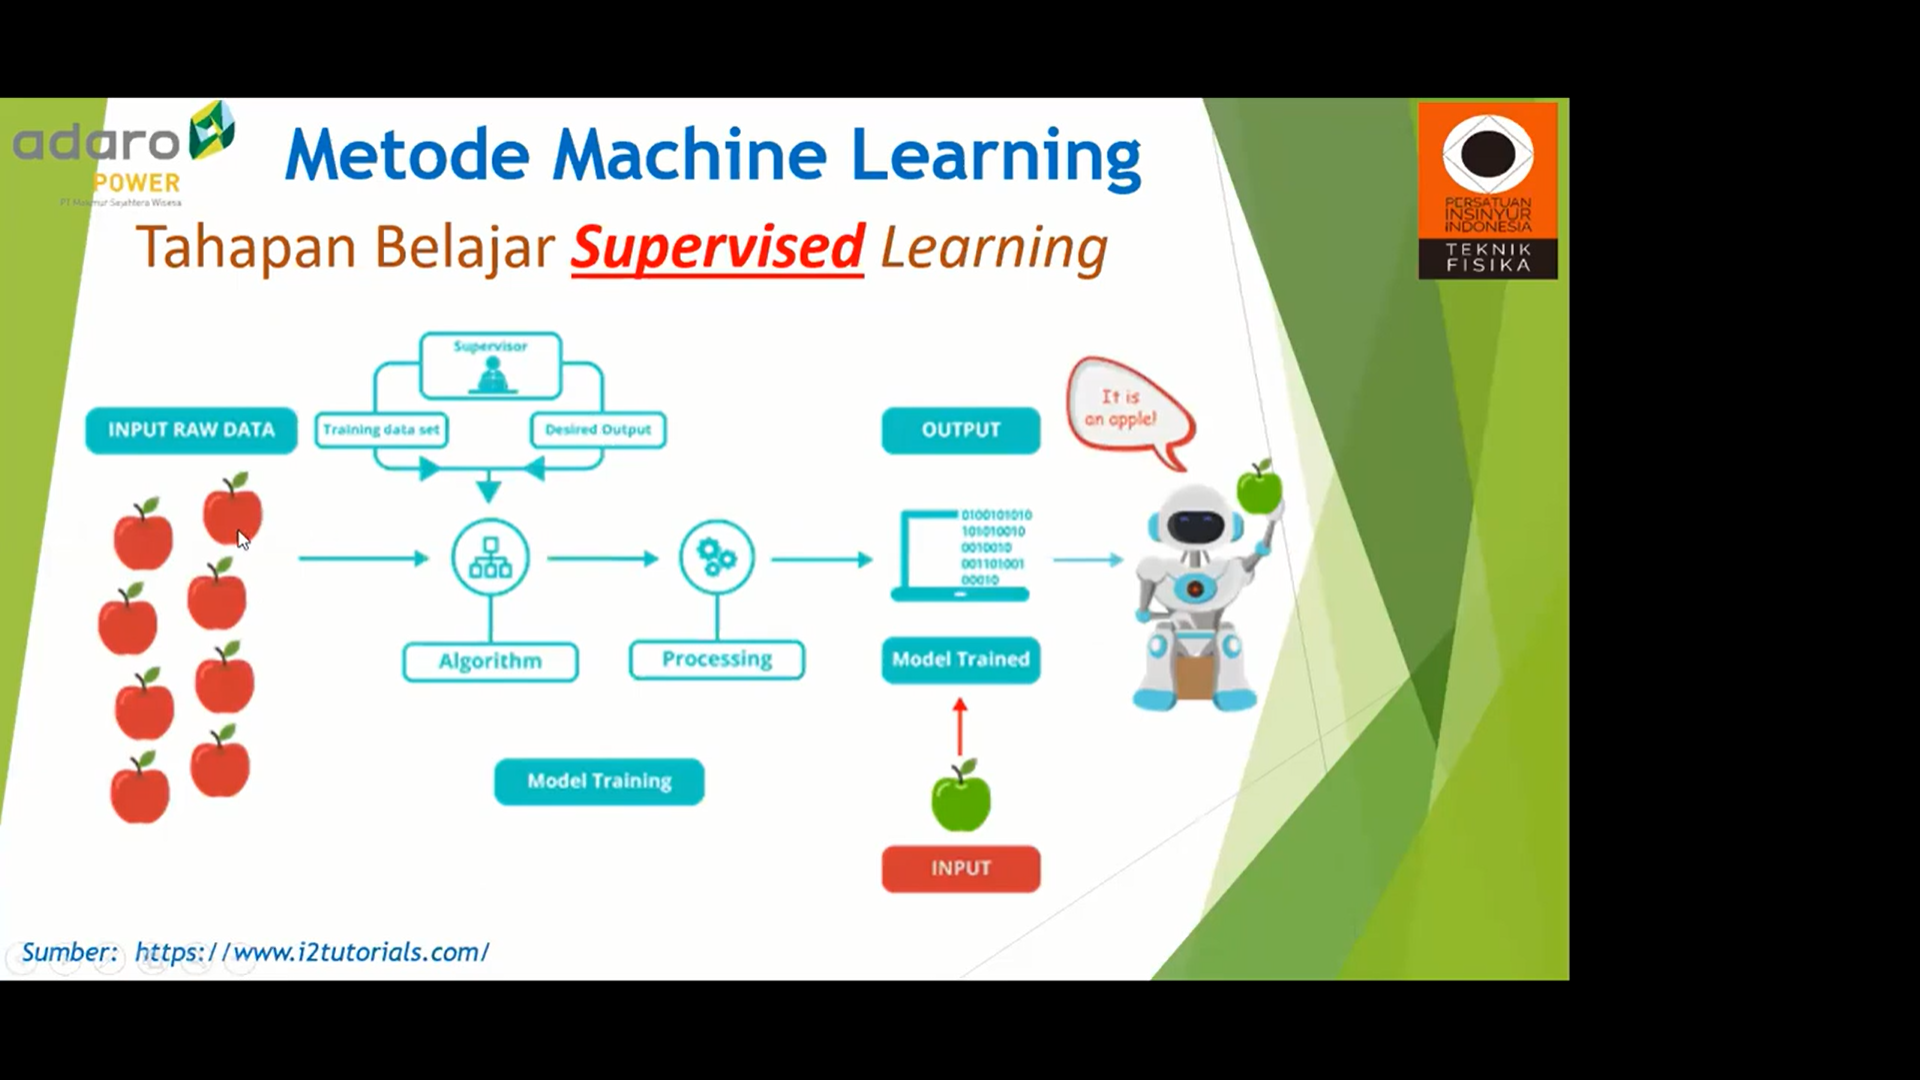 adaro
POWER
PT Makmur Sejahtera Wisesa
Metode Machine Learning
Tahapan Belajar Supervised Learning
PERSATUAN
INSINYUR
INDONESIA
TEKNIK
FISIKA
Supervisor
INPUT RAW DATA
Training data set
Desired Output
OUTPUT
It is
an apple!
0100101010
101010010
0010010
001101001
00010
Algorithm
Processing
Model Trained
Model Training
INPUT
Sumber: https://www.i2tutorials.com/